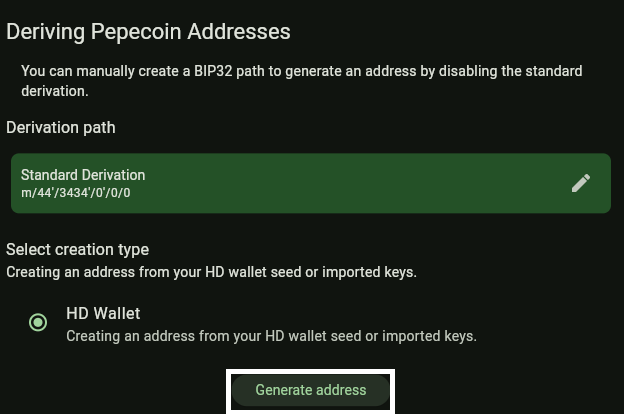 Deriving Pepecoin Addresses
You can manually create a BIP32 path to generate an address by disabling the standard
derivation.
Derivation path
Standard Derivation
m/44'/3434'/0'/0/0
Select creation type
Creating an address from your HD wallet seed or imported keys.
HD Wallet
Creating an address from your HD wallet seed or imported keys.
Generate address